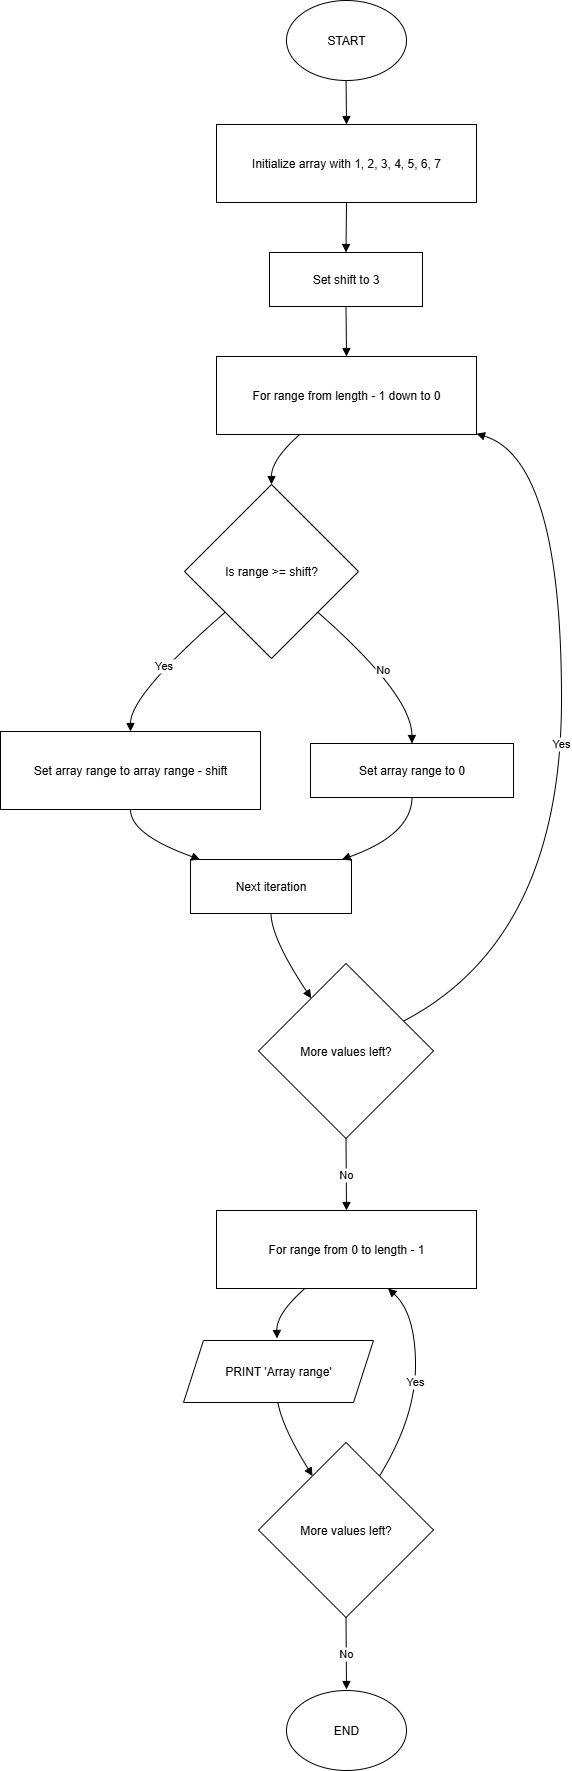 START
Initialize array with 1, 2, 3, 4, 5, 6, 7
Set shift to 3
For range from length - 1 down to 0
Is range >= shift?
Yes
No
Set array range to array range - shift
Set array range to 0
Yes
Next iteration
More values left?
No
For range from 0 to length - 1
PRINT 'Array range'
Yes
More values left?
No
END